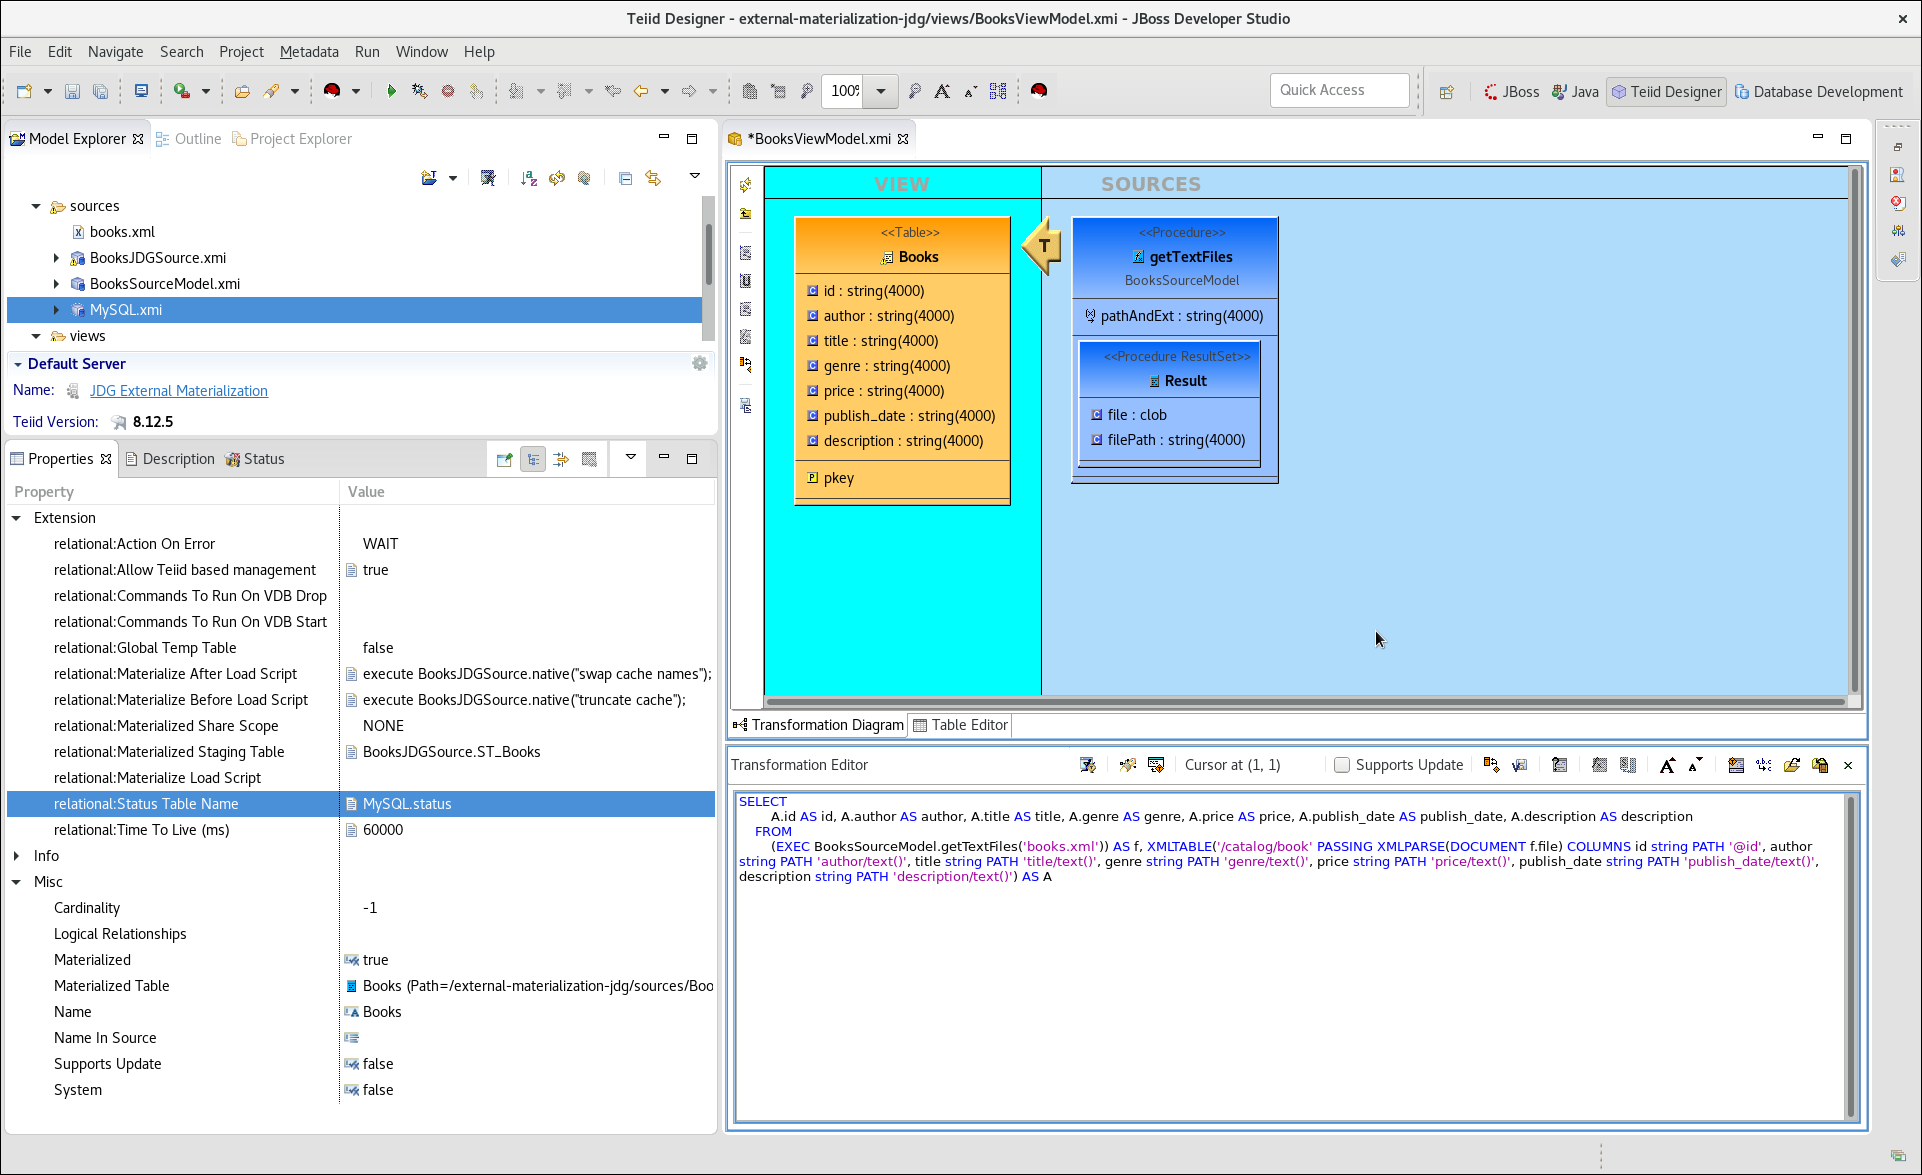 Teiid Designer - external-materialization-jdg/views/BooksViewModel.xmi - JBoss Developer Studio
File Edit Navigate Search Project Metadata Run Window Help
100% Quick Access JBoss Java Teiid Designer Database Development
Model Explorer Outline Project Explorer
sources
books.xml
BooksJDGSource.xmi
BooksSourceModel.xmi
MySQL.xmi
views
Default Server
Name: JDG External Materialization
Teiid Version: 8.12.5
Properties Description Status
Property Value
Extension
relational:Action On Error WAIT
relational:Allow Teiid based management true
relational:Commands To Run On VDB Drop
relational:Commands To Run On VDB Start
relational:Global Temp Table false
relational:Materialize After Load Script execute BooksJDGSource.native("swap cache names");
relational:Materialize Before Load Script execute BooksJDGSource.native("truncate cache");
relational:Materialized Share Scope NONE
relational:Materialized Staging Table BooksJDGSource.ST_Books
relational:Materialize Load Script
relational:Status Table Name MySQL.status
relational:Time To Live (ms) 60000
Info
Misc
Cardinality -1
Logical Relationships
Materialized true
Materialized Table Books (Path=/external-materialization-jdg/sources/Boo
Name Books
Name In Source
Supports Update false
System false
*BooksViewModel.xmi
VIEW SOURCES
<<Table>>
Books
id : string(4000)
author : string(4000)
title : string(4000)
genre : string(4000)
price : string(4000)
publish_date : string(4000)
description : string(4000)
pkey
T
<<Procedure>>
getTextFiles
BooksSourceModel
pathAndExt : string(4000)
<<Procedure ResultSet>>
Result
file : clob
filePath : string(4000)
Transformation Diagram Table Editor
Transformation Editor Cursor at (1, 1) Supports Update
SELECT
A.id AS id, A.author AS author, A.title AS title, A.genre AS genre, A.price AS price, A.publish_date AS publish_date, A.description AS description
FROM
(EXEC BooksSourceModel.getTextFiles('books.xml')) AS f, XMLTABLE('/catalog/book' PASSING XMLPARSE(DOCUMENT f.file) COLUMNS id string PATH '@id', author
string PATH 'author/text()', title string PATH 'title/text()', genre string PATH 'genre/text()', price string PATH 'price/text()', publish_date string PATH 'publish_date/text()',
description string PATH 'description/text()') AS A